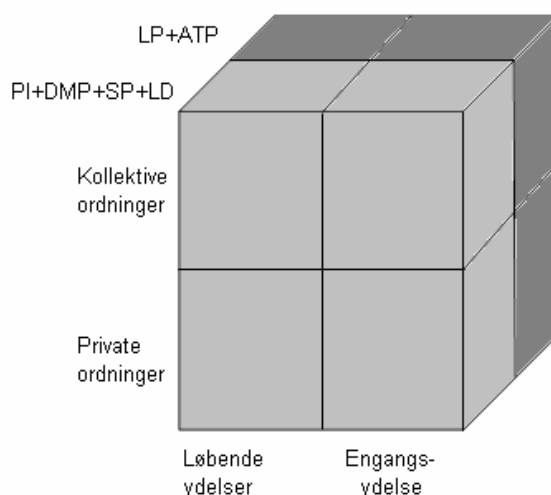 LP+ATP
PI+DMP+SP+LD
Kollektive
ordninger
Private
ordninger
Løbende
ydelser
Engangs-
ydelse